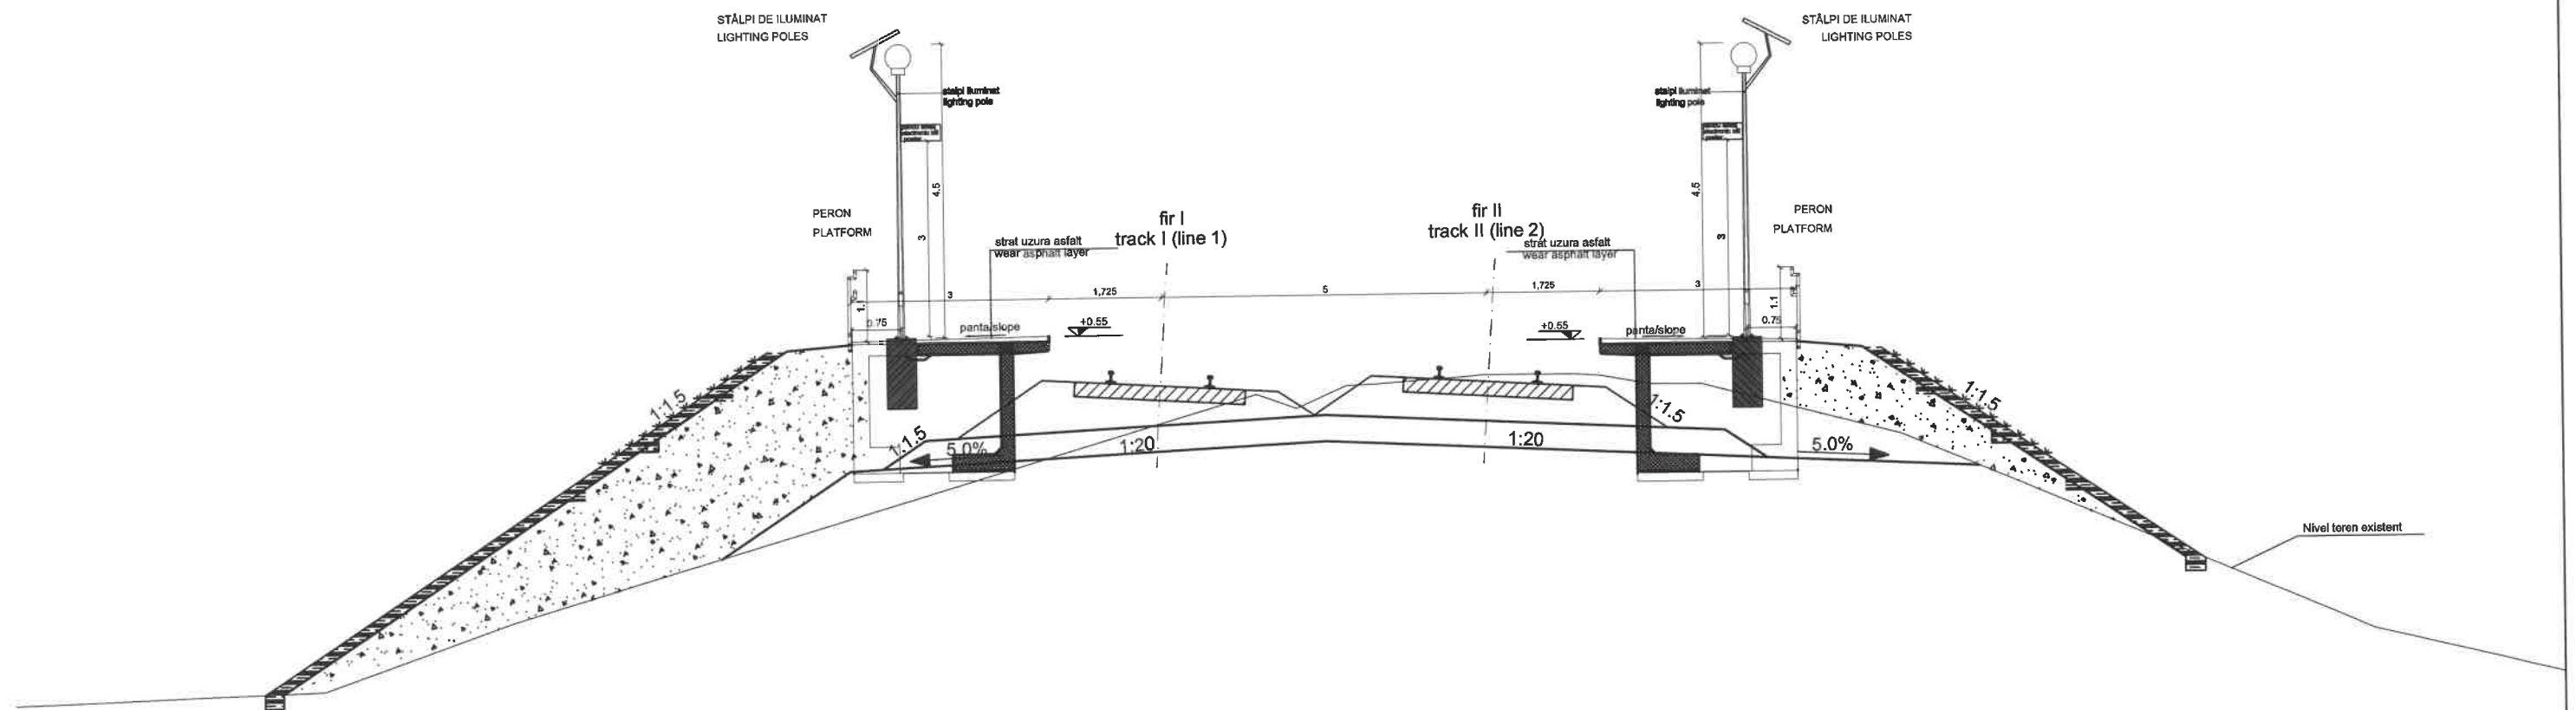 STÂLPI DE ILUMINAT
LIGHTING POLES
STÂLPI DE ILUMINAT
LIGHTING POLES
stalpi iluminat
lighting pole
stalpi iluminat
lighting pole
4.5
4.5
3
3
PERON
PLATFORM
PERON
PLATFORM
fir I
track I (line 1)
fir II
track II (line 2)
strat uzura asfalt
wear asphalt layer
strat uzura asfalt
wear asphalt layer
3
1,725
5
1,725
3
1.1
0.75
0.75
panta/slope
+0.55
+0.55
panta/slope
1:1.5
1:1.5
1:1.5
1:1.5
5.0%
1:20
1:20
5.0%
Nivel teren existent